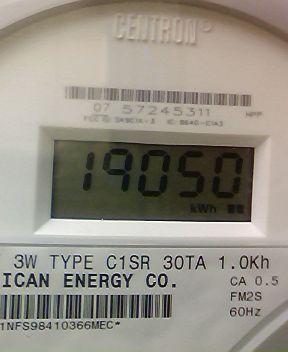 CENTRON®
07 57245311
HPP
19050
kWh
3W TYPE C1SR 30TA 1.0Kh
ICAN ENERGY CO.
CA 0.5
FM2S
60Hz
1NFS98410366MEC*